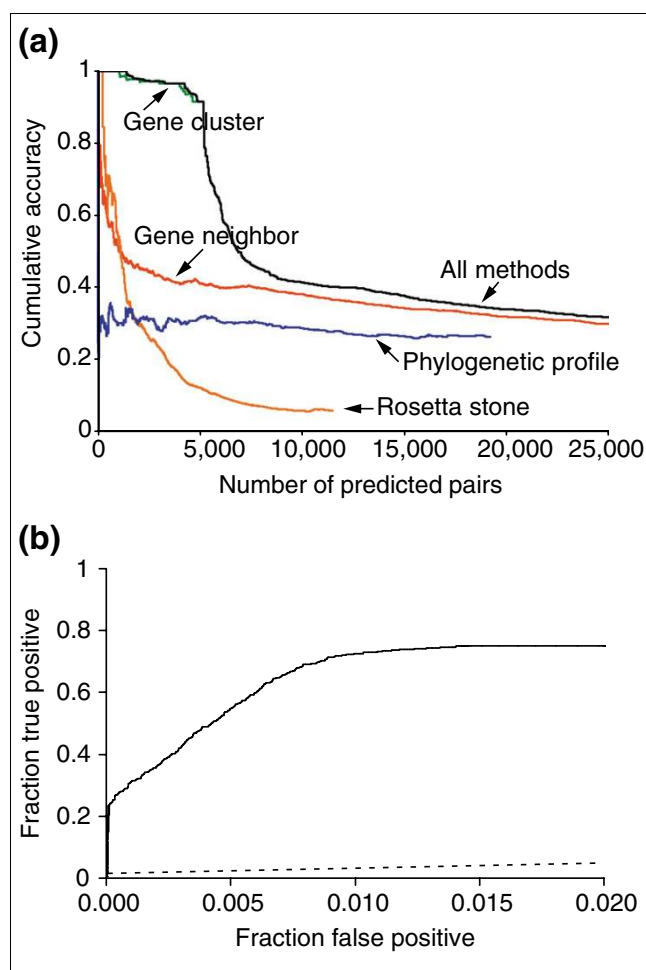 (a)
1
0.8
0.6
0.4
0.2
0
Cumulative accuracy
Gene cluster
Gene neighbor
All methods
Phylogenetic profile
Rosetta stone
0 5,000 10,000 15,000 20,000 25,000
Number of predicted pairs
(b)
1
0.8
0.6
0.4
0.2
0
Fraction true positive
0.000 0.005 0.010 0.015 0.020
Fraction false positive